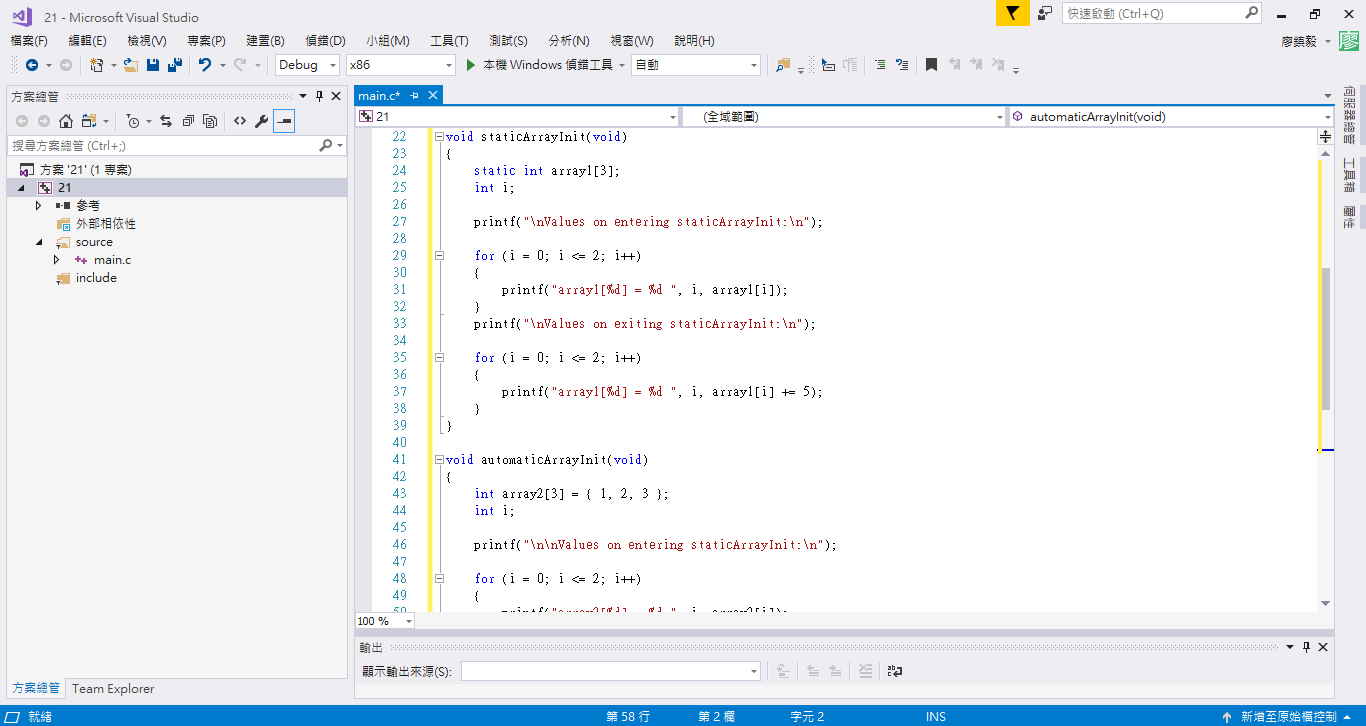 21 - Microsoft Visual Studio
快速啟動 (Ctrl+Q)
檔案(F) 編輯(E) 檢視(V) 專案(P) 建置(B) 偵錯(D) 小組(M) 工具(T) 測試(S) 分析(N) 視窗(W) 說明(H)
廖鎮毅 廖
Debug x86 本機 Windows 偵錯工具 自動
方案總管
搜尋方案總管 (Ctrl+;)
方案 '21' (1 專案)
21
參考
外部相依性
source
main.c
include
方案總管 Team Explorer
main.c*
21 (全域範圍) automaticArrayInit(void)
22 void staticArrayInit(void)
23 {
24 static int array1[3];
25 int i;
26
27 printf("\nValues on entering staticArrayInit:\n");
28
29 for (i = 0; i <= 2; i++)
30 {
31 printf("array1[%d] = %d ", i, array1[i]);
32 }
33 printf("\nValues on exiting staticArrayInit:\n");
34
35 for (i = 0; i <= 2; i++)
36 {
37 printf("array1[%d] = %d ", i, array1[i] += 5);
38 }
39 }
40
41 void automaticArrayInit(void)
42 {
43 int array2[3] = { 1, 2, 3 };
44 int i;
45
46 printf("\n\nValues on entering staticArrayInit:\n");
47
48 for (i = 0; i <= 2; i++)
49 {
50 printf("array2[%d] = %d ", i, array2[i]);
100 %
輸出
顯示輸出來源(S):
伺服器總管
工具箱
屬性
就緒 第 58 行 第 2 欄 字元 2 INS 新增至原始檔控制